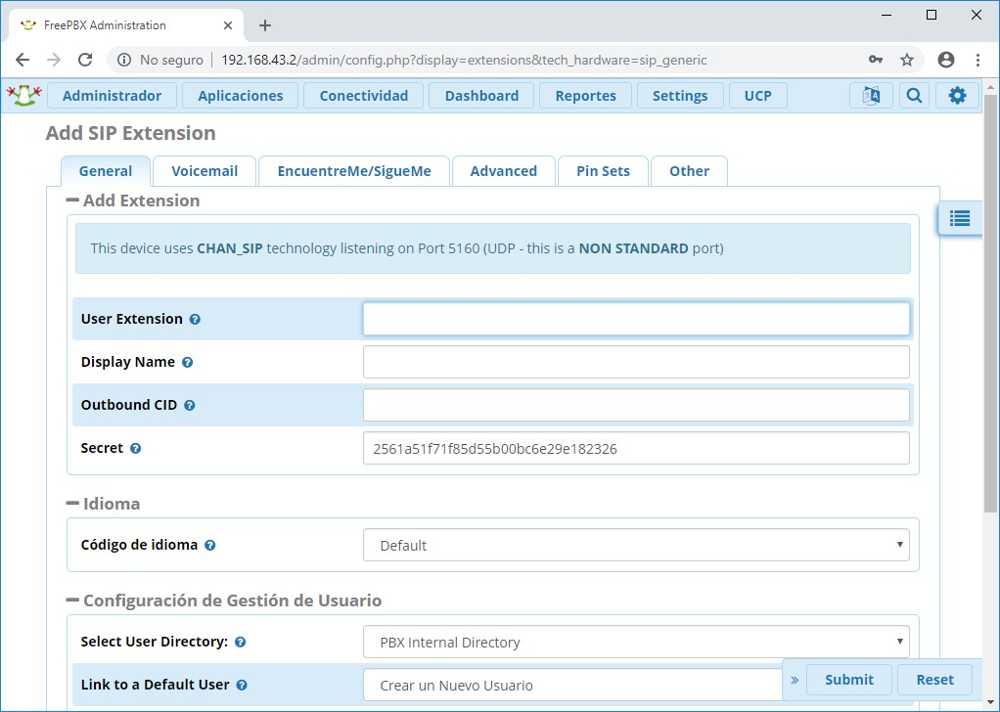 FreePBX Administration
No seguro | 192.168.43.2/admin/config.php?display=extensions&tech_hardware=sip_generic
Administrador Aplicaciones Conectividad Dashboard Reportes Settings UCP
Add SIP Extension
General Voicemail EncuentreMe/SigueMe Advanced Pin Sets Other
Add Extension
This device uses CHAN_SIP technology listening on Port 5160 (UDP - this is a NON STANDARD port)
User Extension
Display Name
Outbound CID
Secret 2561a51f71f85d55b00bc6e29e182326
Idioma
Código de idioma Default
Configuración de Gestión de Usuario
Select User Directory: PBX Internal Directory
Link to a Default User Crear un Nuevo Usuario
» Submit Reset